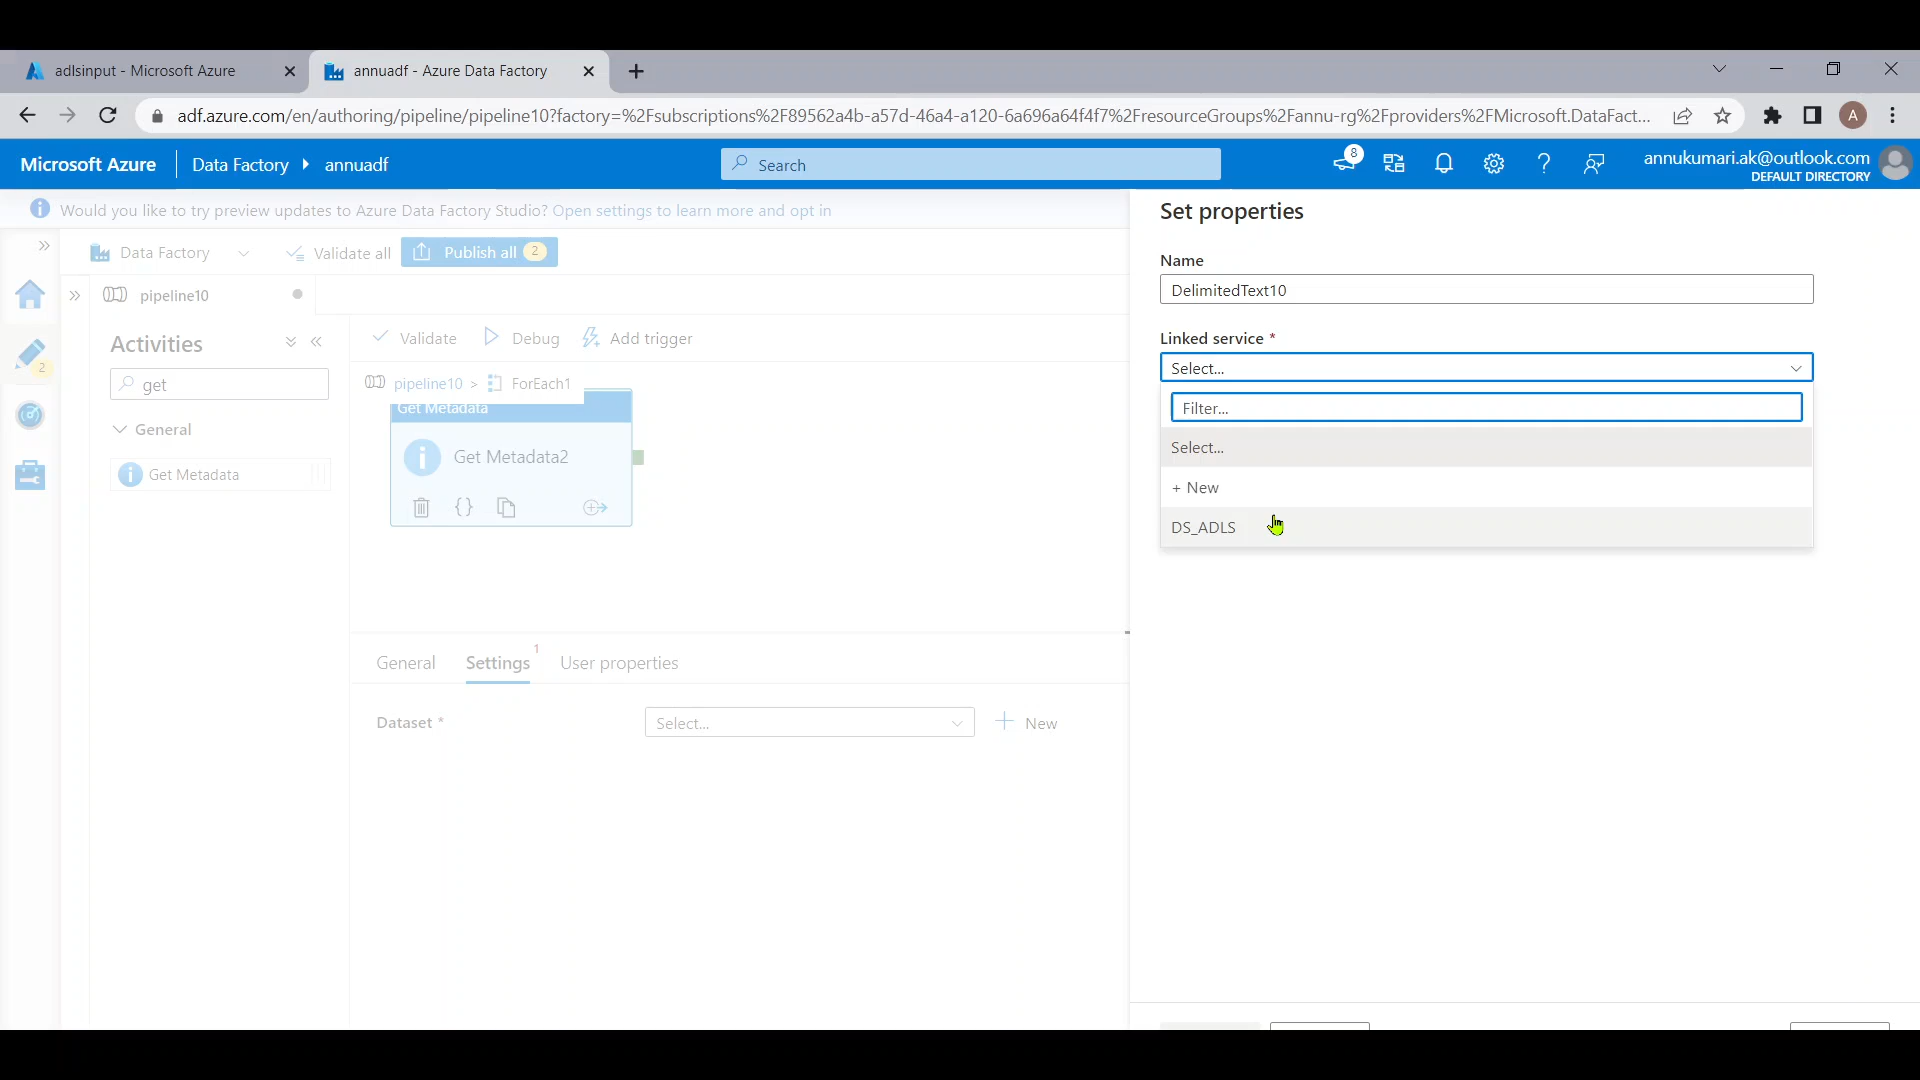 adlsinput - Microsoft Azure
annuadf - Azure Data Factory
adf.azure.com/en/authoring/pipeline/pipeline10?factory=%2Fsubscriptions%2F89562a4b-a57d-46a4-a120-6a696a64f4f7%2FresourceGroups%2Fannu-rg%2Fproviders%2FMicrosoft.DataFact...
A
Microsoft Azure
Data Factory
annuadf
Search
8
annukumari.ak@outlook.com
DEFAULT DIRECTORY
Would you like to try preview updates to Azure Data Factory Studio? Open settings to learn more and opt in
Data Factory
Validate all
Publish all
2
2
pipeline10
Activities
get
General
Get Metadata
Validate
Debug
Add trigger
pipeline10 > ForEach1
Get Metadata
Get Metadata2
General
Settings
1
User properties
Dataset *
Select...
New
Set properties
Name
DelimitedText10
Linked service *
Select...
Filter...
Select...
+ New
DS_ADLS